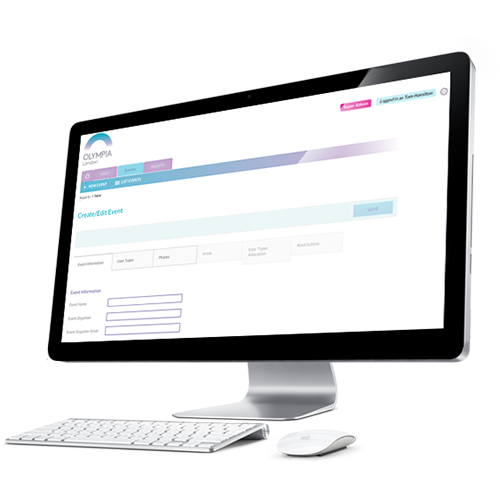 Super Admin
Logged in as Tom Hamilton
OLYMPIA
London
Users
Events
Reports
+ NEW EVENT
LIST EVENTS
> New
Create/Edit Event
SAVE
Event Information
User Types
Phases
Areas
User Types Allocation
Restrictions
Event Information
Event Name
Event Organiser
Event Organiser Email